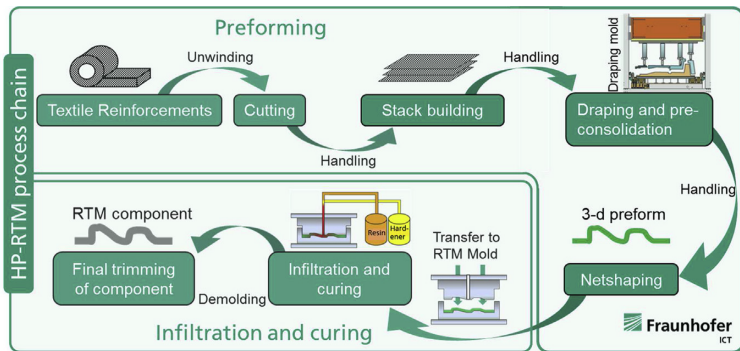 HP-RTM process chain
Preforming
Unwinding
Handling
Draping mold
Textile Reinforcements
Cutting
Stack building
Draping and pre-
consolidation
Handling
Handling
RTM component
Resin
Hard-
ener
Transfer to
RTM Mold
3-d preform
Final trimming
of component
Demolding
Infiltration and
curing
Netshaping
Infiltration and curing
Fraunhofer
ICT